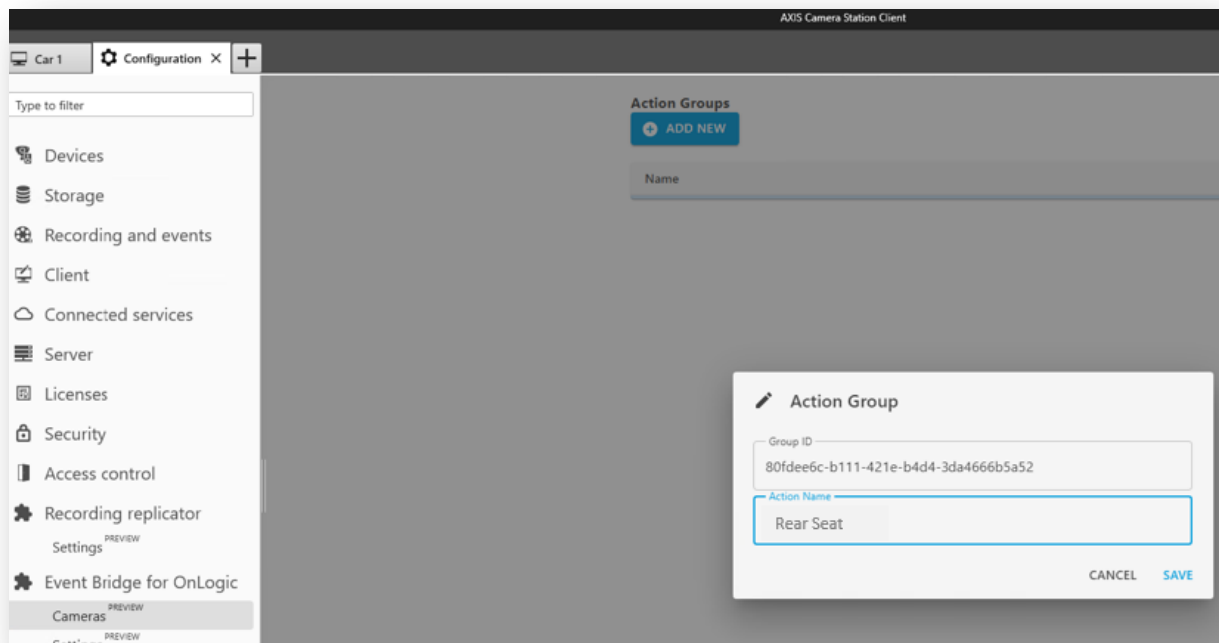 AXIS Camera Station Client
Car 1
Configuration
Type to filter
Devices
Storage
Recording and events
Client
Connected services
Server
Licenses
Security
Access control
Recording replicator
Settings PREVIEW
Event Bridge for OnLogic
Cameras PREVIEW
Settings PREVIEW
Action Groups
ADD NEW
Name
Action Group
Group ID
80fdee6c-b111-421e-b4d4-3da4666b5a52
Action Name
Rear Seat
CANCEL SAVE